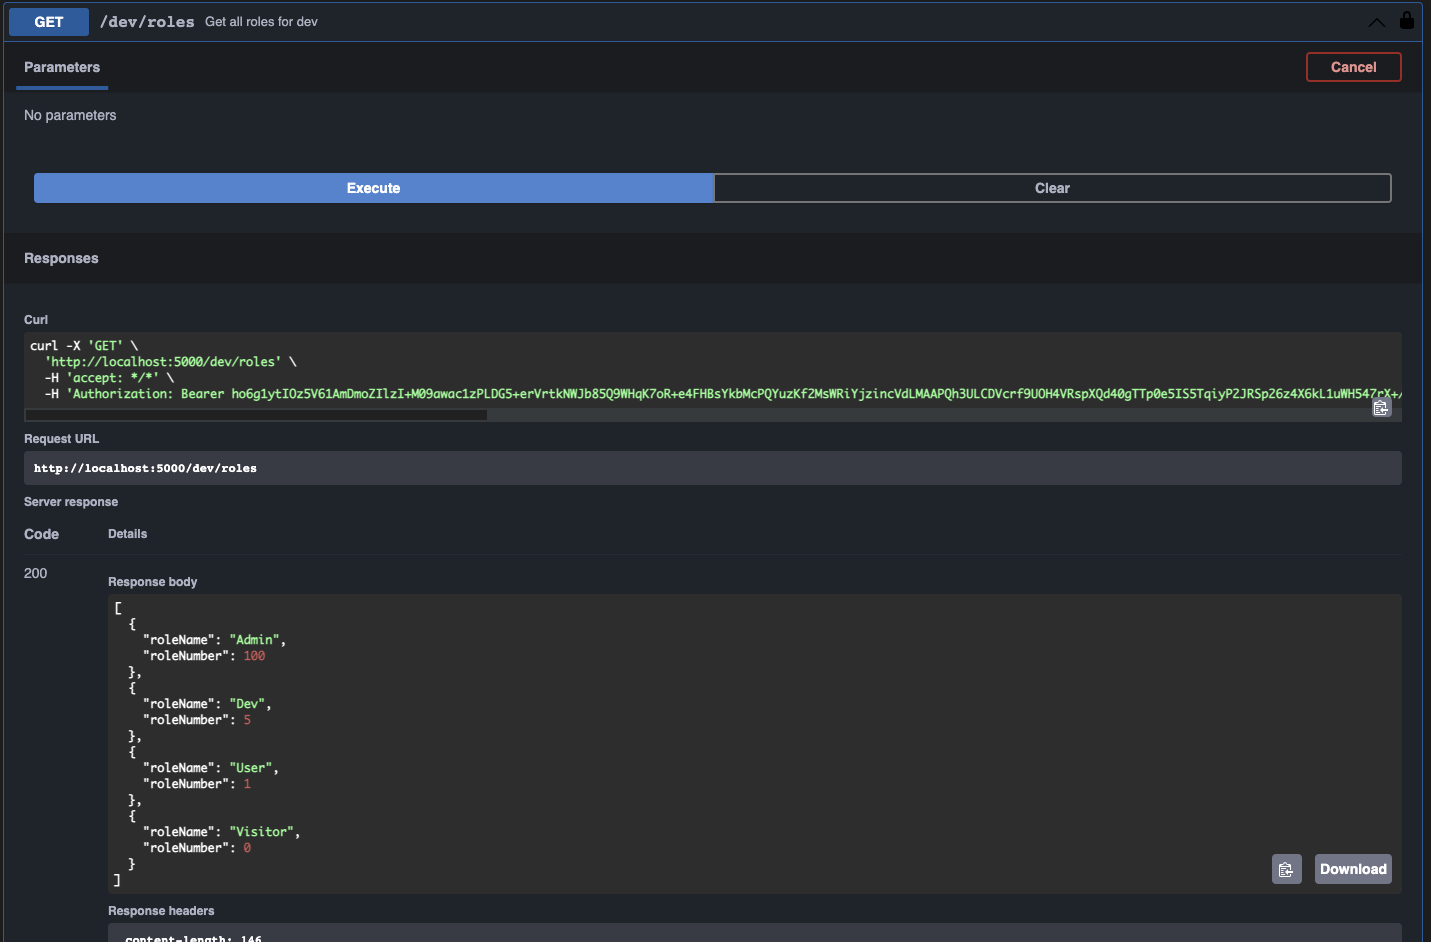 GET /dev/roles Get all roles for dev
Parameters
Cancel
No parameters
Execute
Clear
Responses
Curl
curl -X 'GET' \
'http://localhost:5000/dev/roles' \
-H 'accept: */*' \
-H 'Authorization: Bearer ho6g1ytIOz5V61AmDmoZIlzI+M09awac1zPLDG5+erVrtkNWJb85Q9WHqK7oR+e4FHBsYkbMcPQYuzKf2MsWRiYjzincVdLMAAPQh3ULCDVcrf9UOH4VRspXQd40gTTp0e5IS5TqiyP2JRSp26z4X6kL1uWH547rX+/
Request URL
http://localhost:5000/dev/roles
Server response
Code Details
200
Response body
[
{
"roleName": "Admin",
"roleNumber": 100
},
{
"roleName": "Dev",
"roleNumber": 5
},
{
"roleName": "User",
"roleNumber": 1
},
{
"roleName": "Visitor",
"roleNumber": 0
}
]
Download
Response headers
content-length: 146